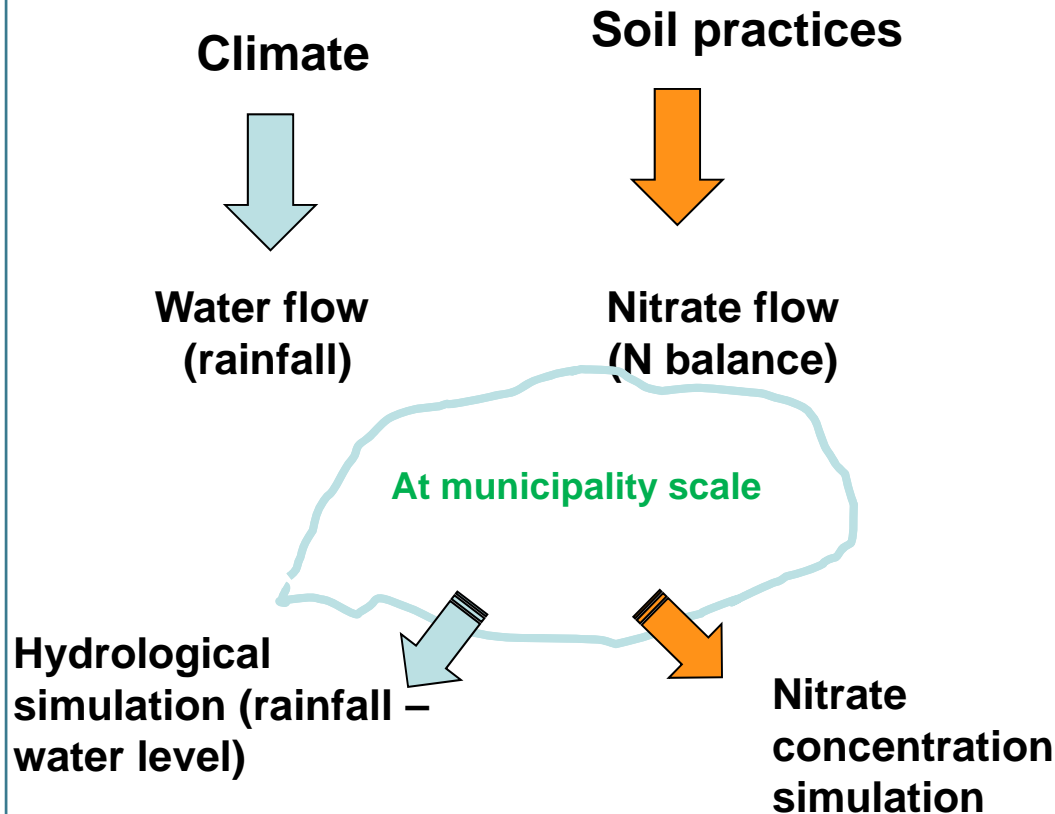 Climate
Soil practices
Water flow
(rainfall)
Nitrate flow
(N balance)
At municipality scale
Hydrological
simulation (rainfall –
water level)
Nitrate
concentration
simulation